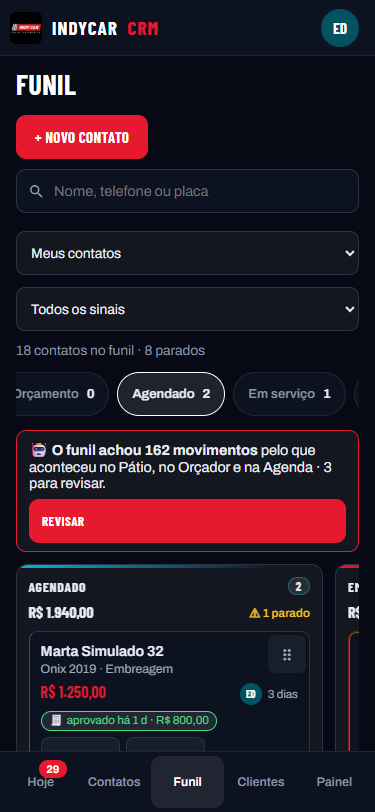 INDYCAR CRM
ED
FUNIL
+ NOVO CONTATO
Nome, telefone ou placa
Meus contatos
Todos os sinais
18 contatos no funil · 8 parados
Orçamento 0
Agendado 2
Em serviço 1
O funil achou 162 movimentos pelo que
aconteceu no Pátio, no Orçador e na Agenda · 3
para revisar.
REVISAR
AGENDADO 2
R$ 1.940,00
⚠ 1 parado
Marta Simulado 32
Onix 2019 · Embreagem
R$ 1.250,00
ED 3 dias
aprovado há 1 d · R$ 800,00
R$
29
Hoje
Contatos
Funil
Clientes
Painel